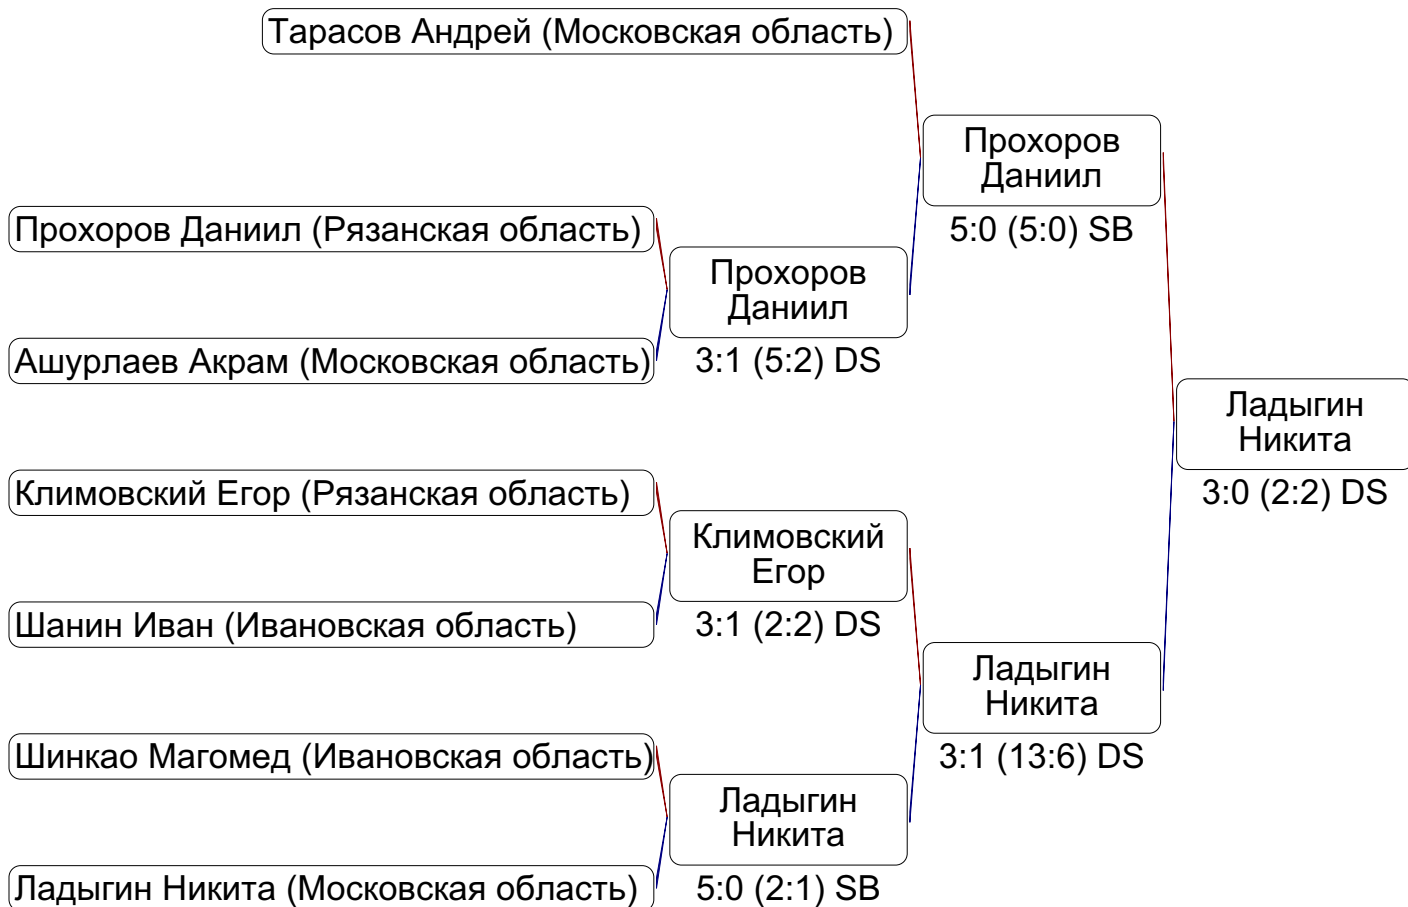 Тарасов Андрей (Московская область)
Прохоров
Даниил
5:0 (5:0) SB
Прохоров Даниил (Рязанская область)
Прохоров
Даниил
3:1 (5:2) DS
Ашурлаев Акрам (Московская область)
Ладыгин
Никита
3:0 (2:2) DS
Климовский Егор (Рязанская область)
Климовский
Егор
3:1 (2:2) DS
Шанин Иван (Ивановская область)
Ладыгин
Никита
3:1 (13:6) DS
Шинкао Магомед (Ивановская область)
Ладыгин
Никита
5:0 (2:1) SB
Ладыгин Никита (Московская область)